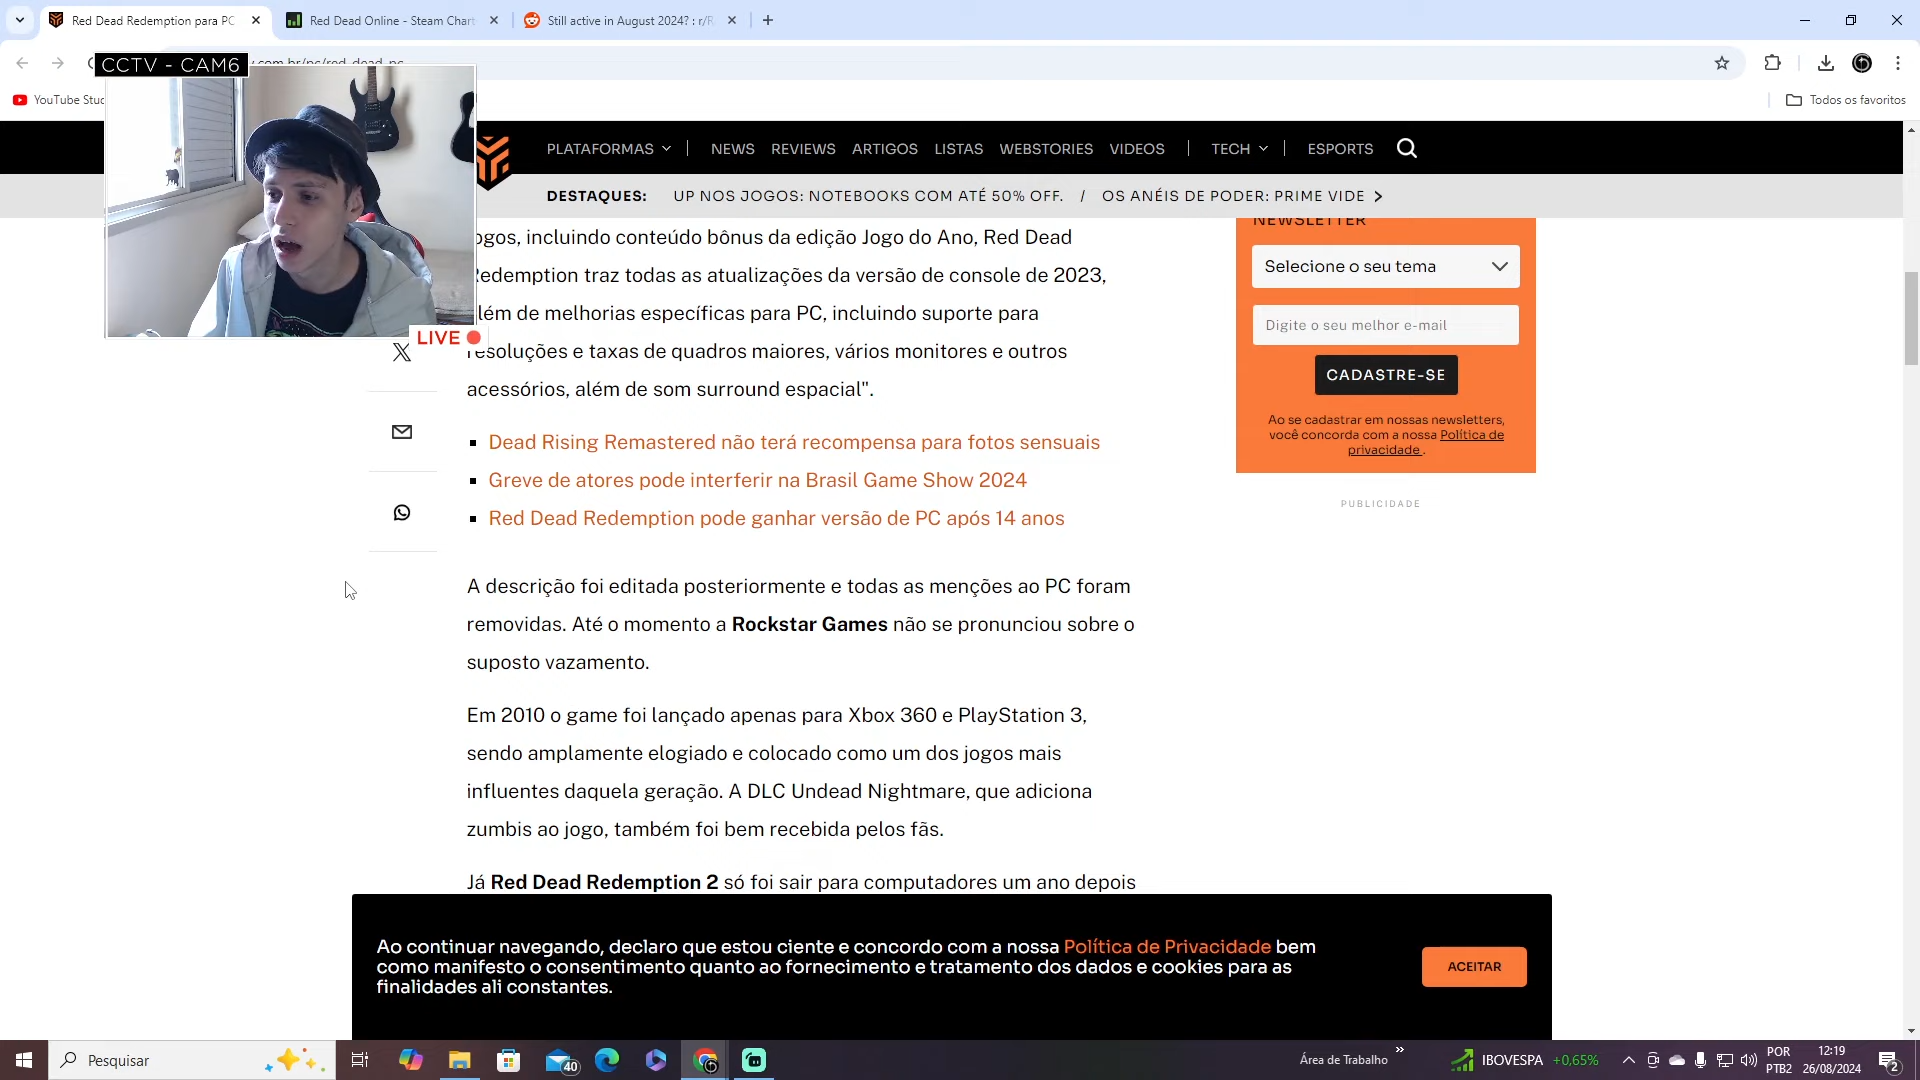 Red Dead Redemption para PC
Red Dead Online - Steam Chart
Still active in August 2024? : r/R
CCTV - CAM6
.com.br/pc/red_dead_pc
YouTube Stud
Todos os favoritos
PLATAFORMAS
NEWS
REVIEWS
ARTIGOS
LISTAS
WEBSTORIES
VIDEOS
TECH
ESPORTS
DESTAQUES:
UP NOS JOGOS: NOTEBOOKS COM ATÉ 50% OFF. / OS ANÉIS DE PODER: PRIME VIDE
LIVE
ogos, incluindo conteúdo bônus da edição Jogo do Ano, Red Dead
Redemption traz todas as atualizações da versão de console de 2023,
lém de melhorias específicas para PC, incluindo suporte para
resoluções e taxas de quadros maiores, vários monitores e outros
acessórios, além de som surround espacial".
Dead Rising Remastered não terá recompensa para fotos sensuais
Greve de atores pode interferir na Brasil Game Show 2024
Red Dead Redemption pode ganhar versão de PC após 14 anos
A descrição foi editada posteriormente e todas as menções ao PC foram
removidas. Até o momento a Rockstar Games não se pronunciou sobre o
suposto vazamento.
Em 2010 o game foi lançado apenas para Xbox 360 e PlayStation 3,
sendo amplamente elogiado e colocado como um dos jogos mais
influentes daquela geração. A DLC Undead Nightmare, que adiciona
zumbis ao jogo, também foi bem recebida pelos fãs.
Já Red Dead Redemption 2 só foi sair para computadores um ano depois
NEWSLETTER
Selecione o seu tema
Digite o seu melhor e-mail
CADASTRE-SE
Ao se cadastrar em nossas newsletters,
você concorda com a nossa Política de
privacidade .
PUBLICIDADE
Ao continuar navegando, declaro que estou ciente e concordo com a nossa Política de Privacidade bem
como manifesto o consentimento quanto ao fornecimento e tratamento dos dados e cookies para as
finalidades ali constantes.
ACEITAR
Pesquisar
40
Área de Trabalho
IBOVESPA +0,65%
POR
PTB2
12:19
26/08/2024
2